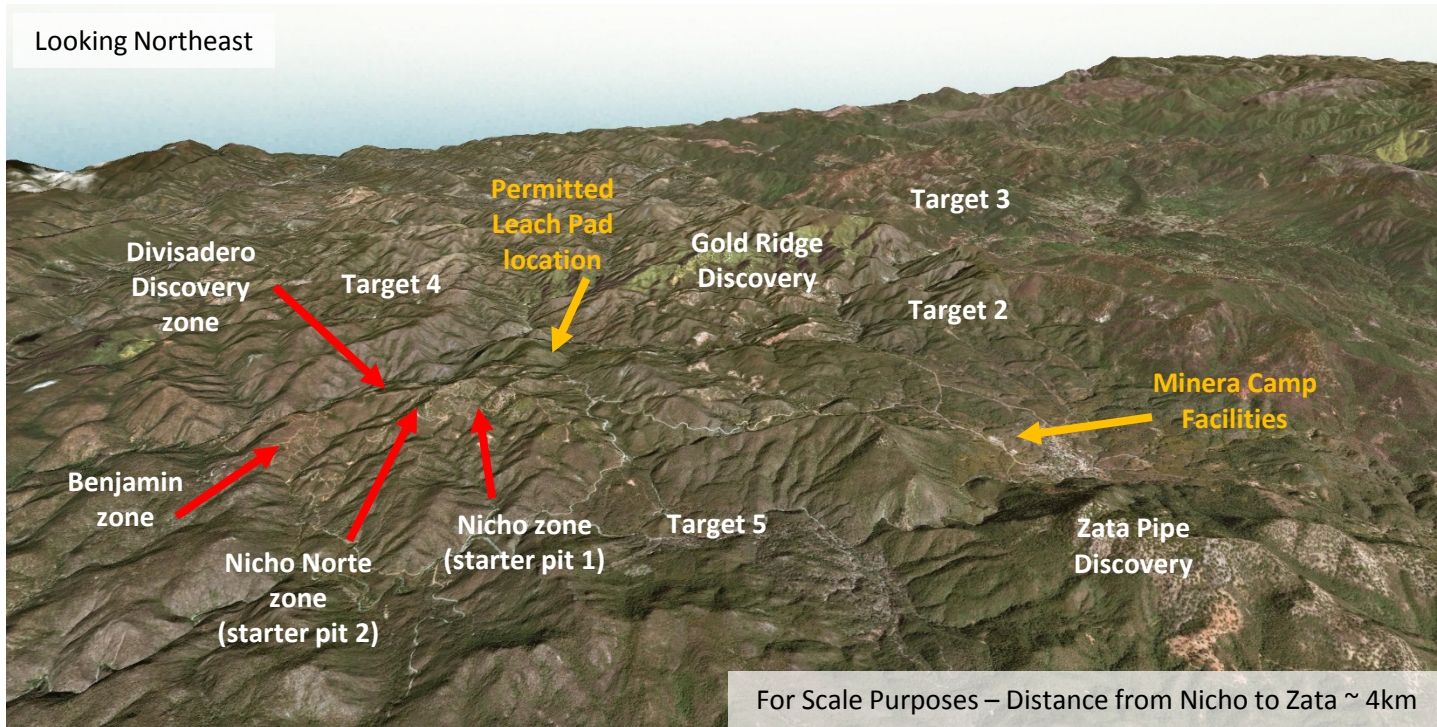 Looking Northeast
Permitted
Leach Pad
location
Target 3
Divisadero
Discovery
zone
Target 4
Gold Ridge
Discovery
Target 2
Minera Camp
Facilities
Benjamin
zone
Nicho Norte
zone
(starter pit 2)
Nicho zone
(starter pit 1)
Target 5
Zata Pipe
Discovery
For Scale Purposes – Distance from Nicho to Zata ~ 4km